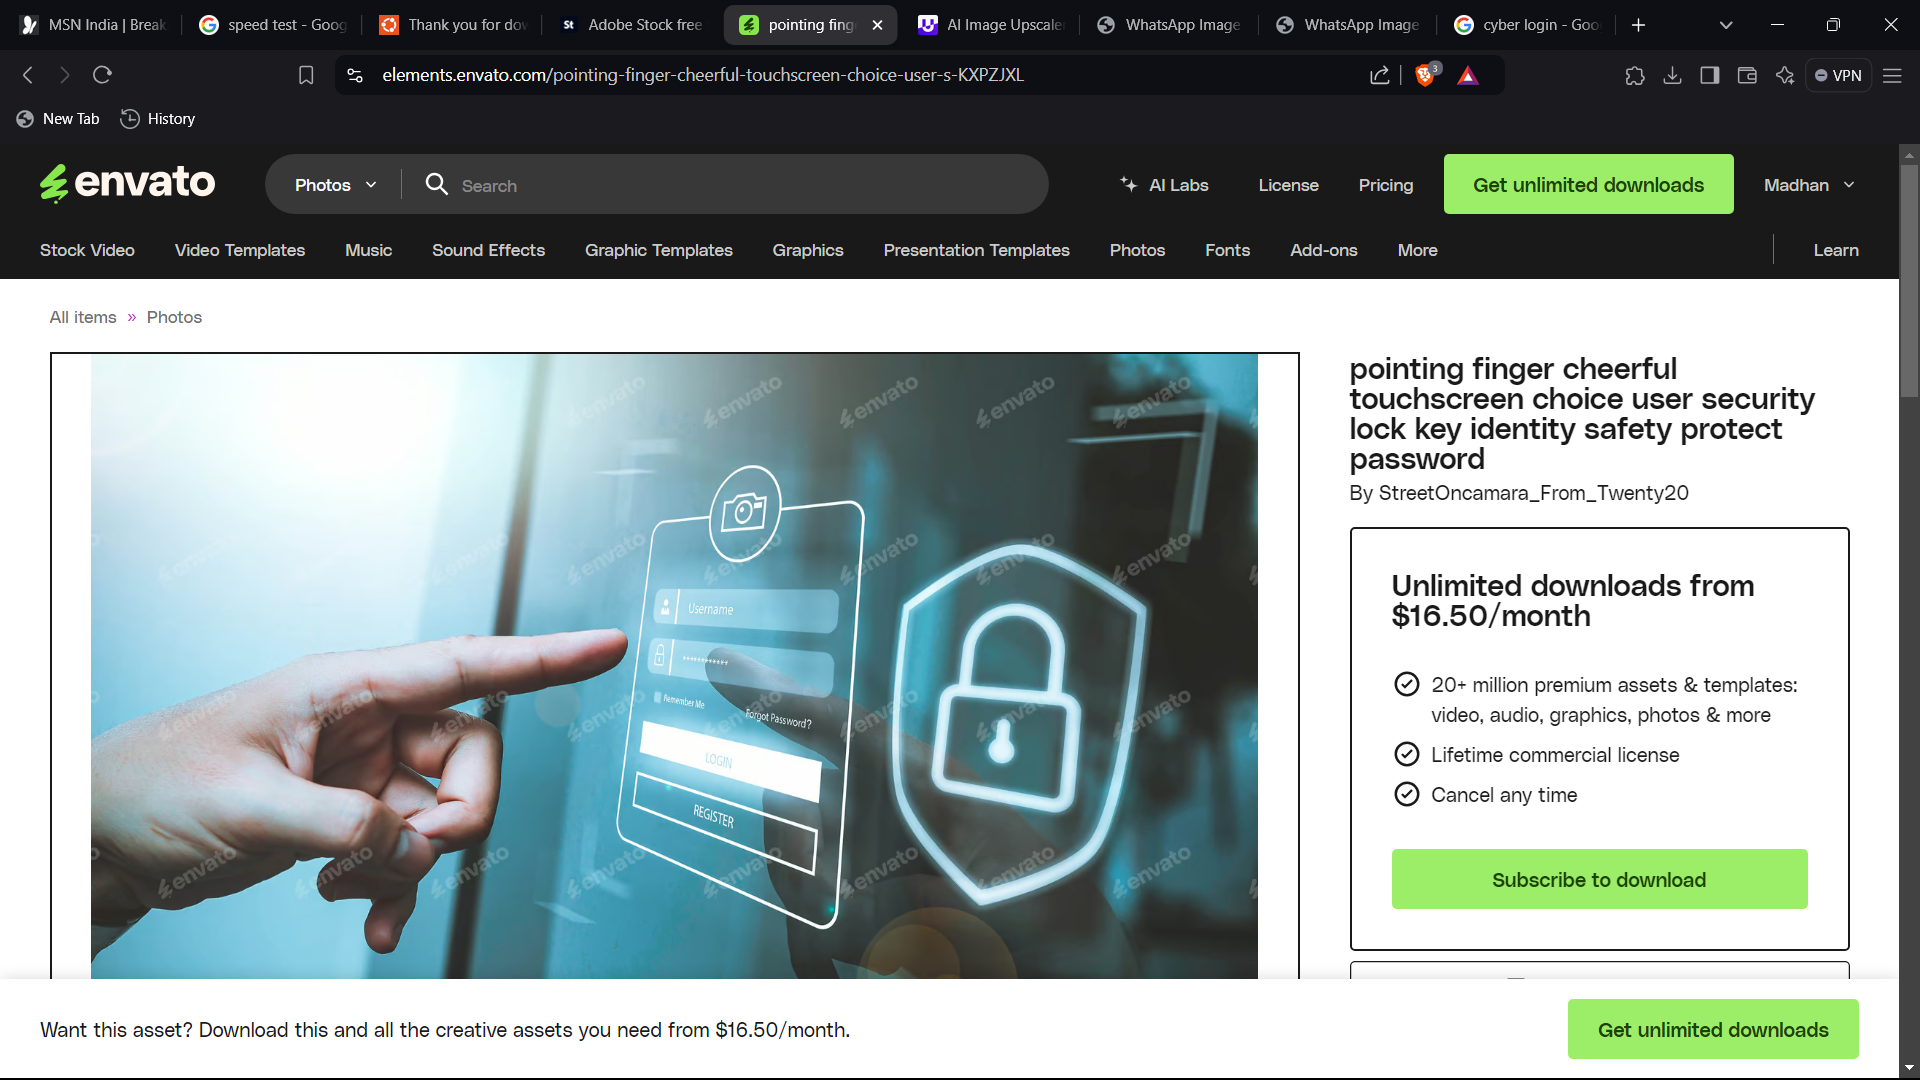 MSN India | Break
speed test - Goog
Thank you for dow
Adobe Stock free
pointing fing
AI Image Upscale
WhatsApp Image
WhatsApp Image
cyber login - Goo
elements.envato.com/pointing-finger-cheerful-touchscreen-choice-user-s-KXPZJXL
3
VPN
New Tab
History
envato
Photos
Search
AI Labs
License
Pricing
Get unlimited downloads
Madhan
Stock Video
Video Templates
Music
Sound Effects
Graphic Templates
Graphics
Presentation Templates
Photos
Fonts
Add-ons
More
Learn
All items » Photos
Username
************
Remember Me
Forgot Password?
LOGIN
REGISTER
pointing finger cheerful
touchscreen choice user security
lock key identity safety protect
password
By StreetOncamara_From_Twenty20
Unlimited downloads from
$16.50/month
20+ million premium assets & templates:
video, audio, graphics, photos & more
Lifetime commercial license
Cancel any time
Subscribe to download
Want this asset? Download this and all the creative assets you need from $16.50/month.
Get unlimited downloads